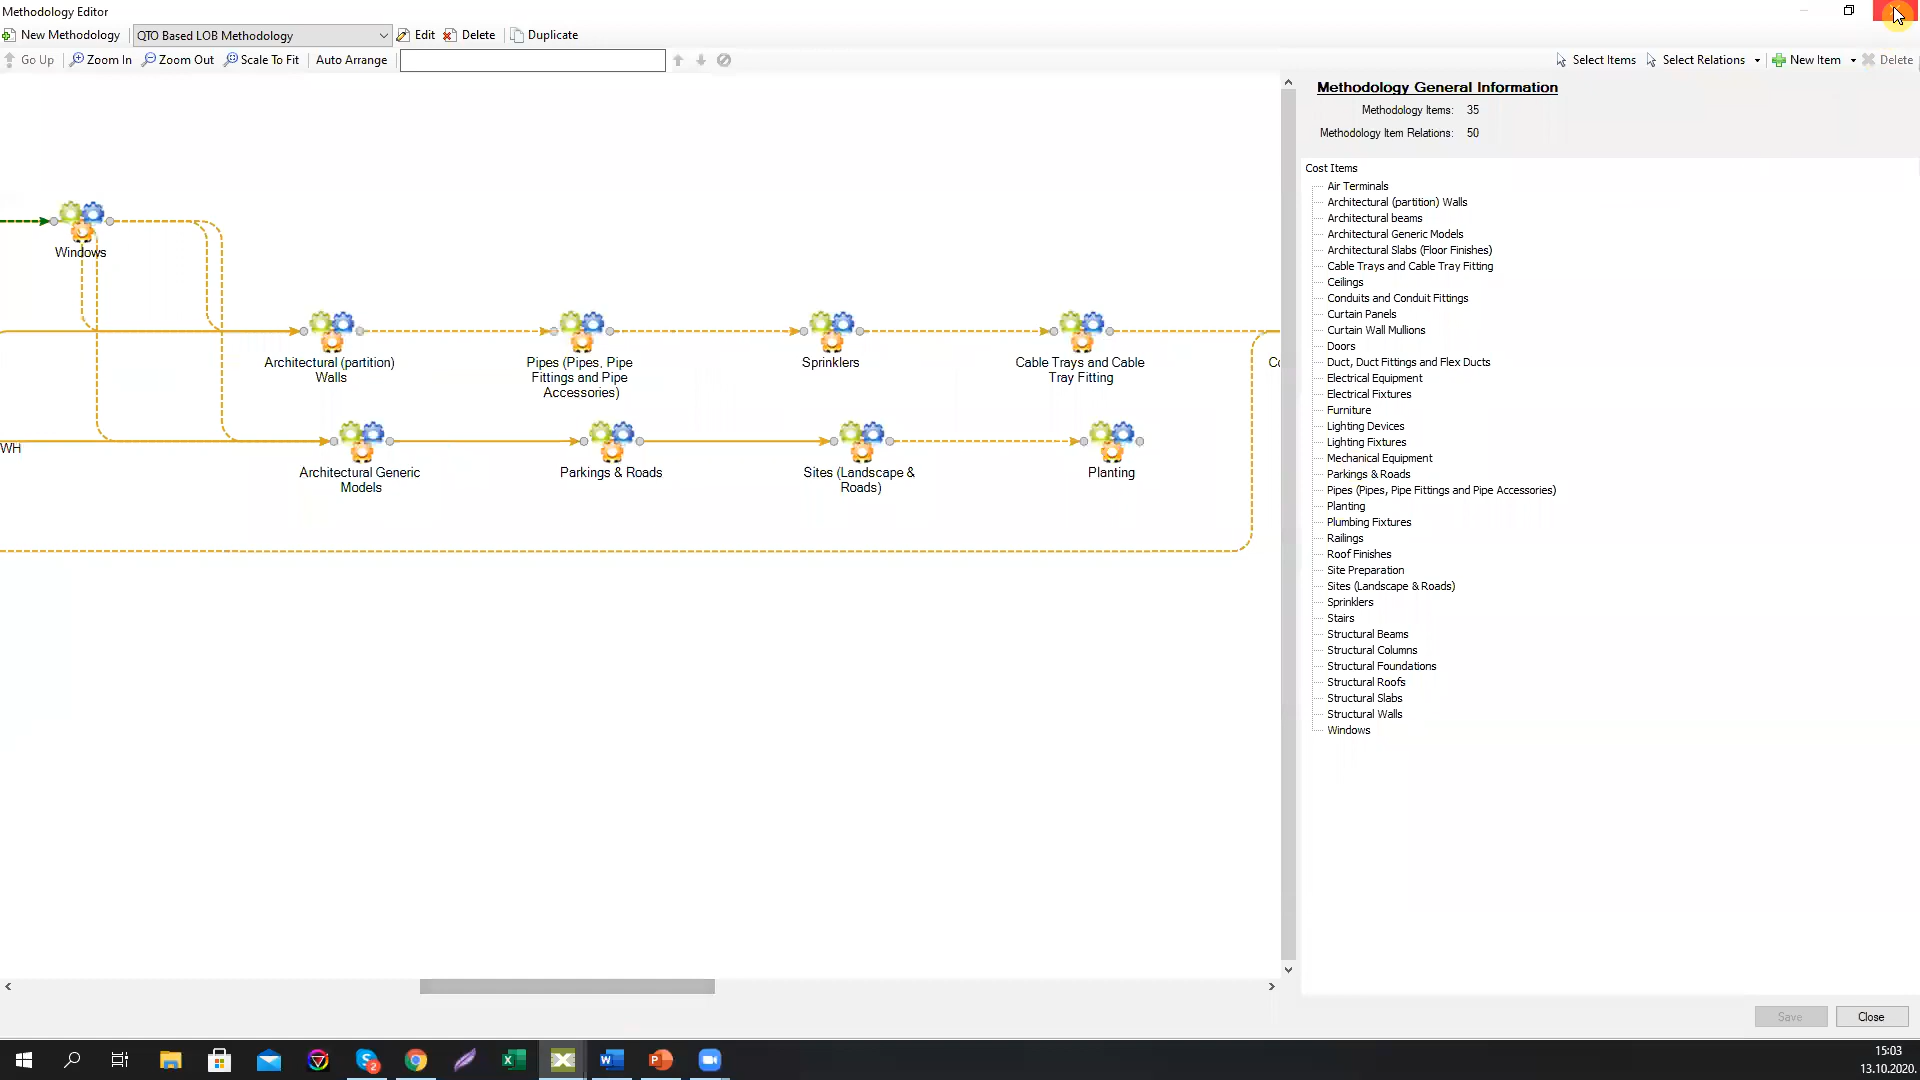 Methodology Editor
New Methodology QTO Based LOB Methodology Edit Delete Duplicate
Go Up Zoom In Zoom Out Scale To Fit Auto Arrange Select Items Select Relations New Item Delete
Windows
Architectural (partition)
Walls
Pipes (Pipes, Pipe
Fittings and Pipe
Accessories)
Sprinklers
Cable Trays and Cable
Tray Fitting
WH
Architectural Generic
Models
Parkings & Roads
Sites (Landscape &
Roads)
Planting
Methodology General Information
Methodology Items: 35
Methodology Item Relations: 50
Cost Items
Air Terminals
Architectural (partition) Walls
Architectural beams
Architectural Generic Models
Architectural Slabs (Floor Finishes)
Cable Trays and Cable Tray Fitting
Ceilings
Conduits and Conduit Fittings
Curtain Panels
Curtain Wall Mullions
Doors
Duct, Duct Fittings and Flex Ducts
Electrical Equipment
Electrical Fixtures
Furniture
Lighting Devices
Lighting Fixtures
Mechanical Equipment
Parkings & Roads
Pipes (Pipes, Pipe Fittings and Pipe Accessories)
Planting
Plumbing Fixtures
Railings
Roof Finishes
Site Preparation
Sites (Landscape & Roads)
Sprinklers
Stairs
Structural Beams
Structural Columns
Structural Foundations
Structural Roofs
Structural Slabs
Structural Walls
Windows
Save Close
15:03
13.10.2020.